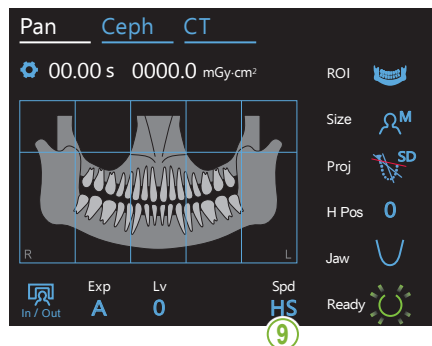 Pan Ceph CT
00.00 s 0000.0 mGy·cm²
ROI
Size M
Proj SD
H Pos 0
R L
Jaw
In / Out
Exp Lv Spd
A 0 HS
Ready
9